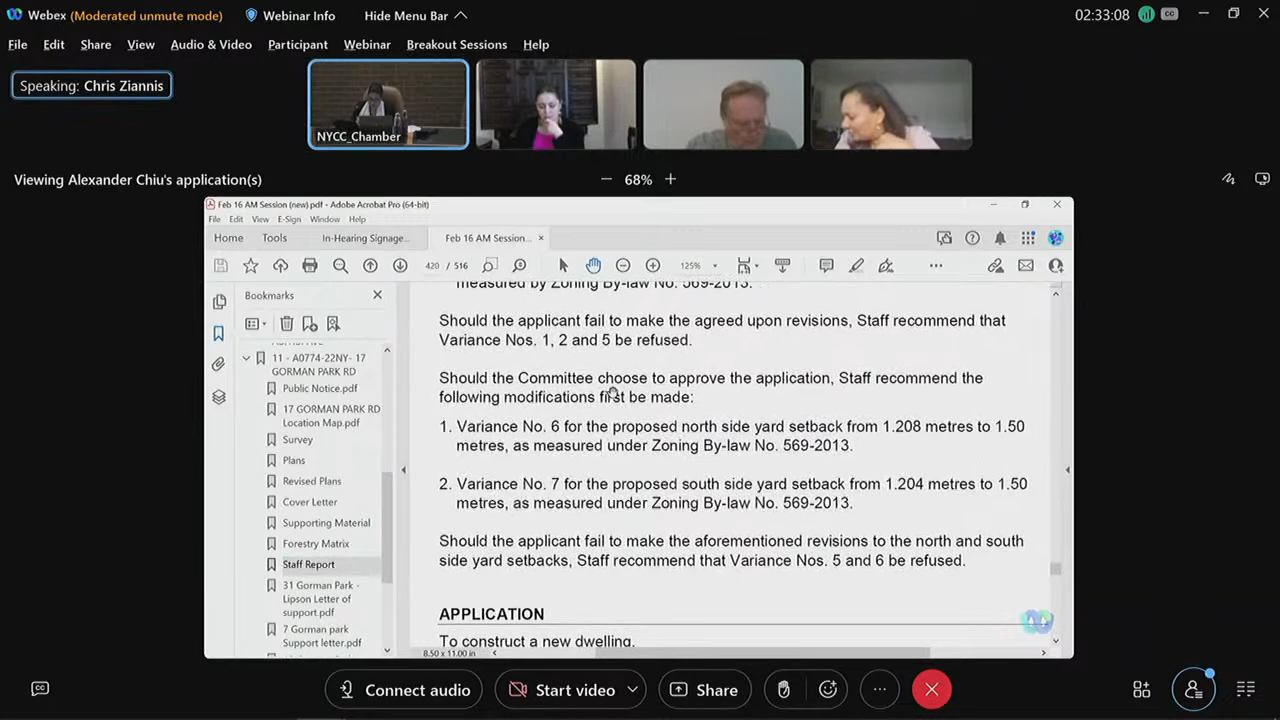 Webex (Moderated unmute mode) Webinar Info Hide Menu Bar 02:33:08 CC
File Edit Share View Audio & Video Participant Webinar Breakout Sessions Help
Speaking: Chris Ziannis
NYCC_Chamber
Viewing Alexander Chiu's application(s) 68%
Feb 16 AM Session (new).pdf - Adobe Acrobat Pro (64-bit)
File Edit View E-Sign Window Help
Home Tools In-Hearing Signage... Feb 16 AM Session...
420 / 516 125%
Bookmarks
11 - A0774-22NY- 17
GORMAN PARK RD
Public Notice.pdf
17 GORMAN PARK RD
Location Map.pdf
Survey
Plans
Revised Plans
Cover Letter
Supporting Material
Forestry Matrix
Staff Report
31 Gorman Park -
Lipson Letter of
support.pdf
7 Gorman park
Support letter.pdf
measured by Zoning By-law No. 569-2013.
Should the applicant fail to make the agreed upon revisions, Staff recommend that
Variance Nos. 1, 2 and 5 be refused.
Should the Committee choose to approve the application, Staff recommend the
following modifications first be made:
1. Variance No. 6 for the proposed north side yard setback from 1.208 metres to 1.50
metres, as measured under Zoning By-law No. 569-2013.
2. Variance No. 7 for the proposed south side yard setback from 1.204 metres to 1.50
metres, as measured under Zoning By-law No. 569-2013.
Should the applicant fail to make the aforementioned revisions to the north and south
side yard setbacks, Staff recommend that Variance Nos. 5 and 6 be refused.
APPLICATION
To construct a new dwelling.
8.50 x 11.00 in
CC Connect audio Start video Share